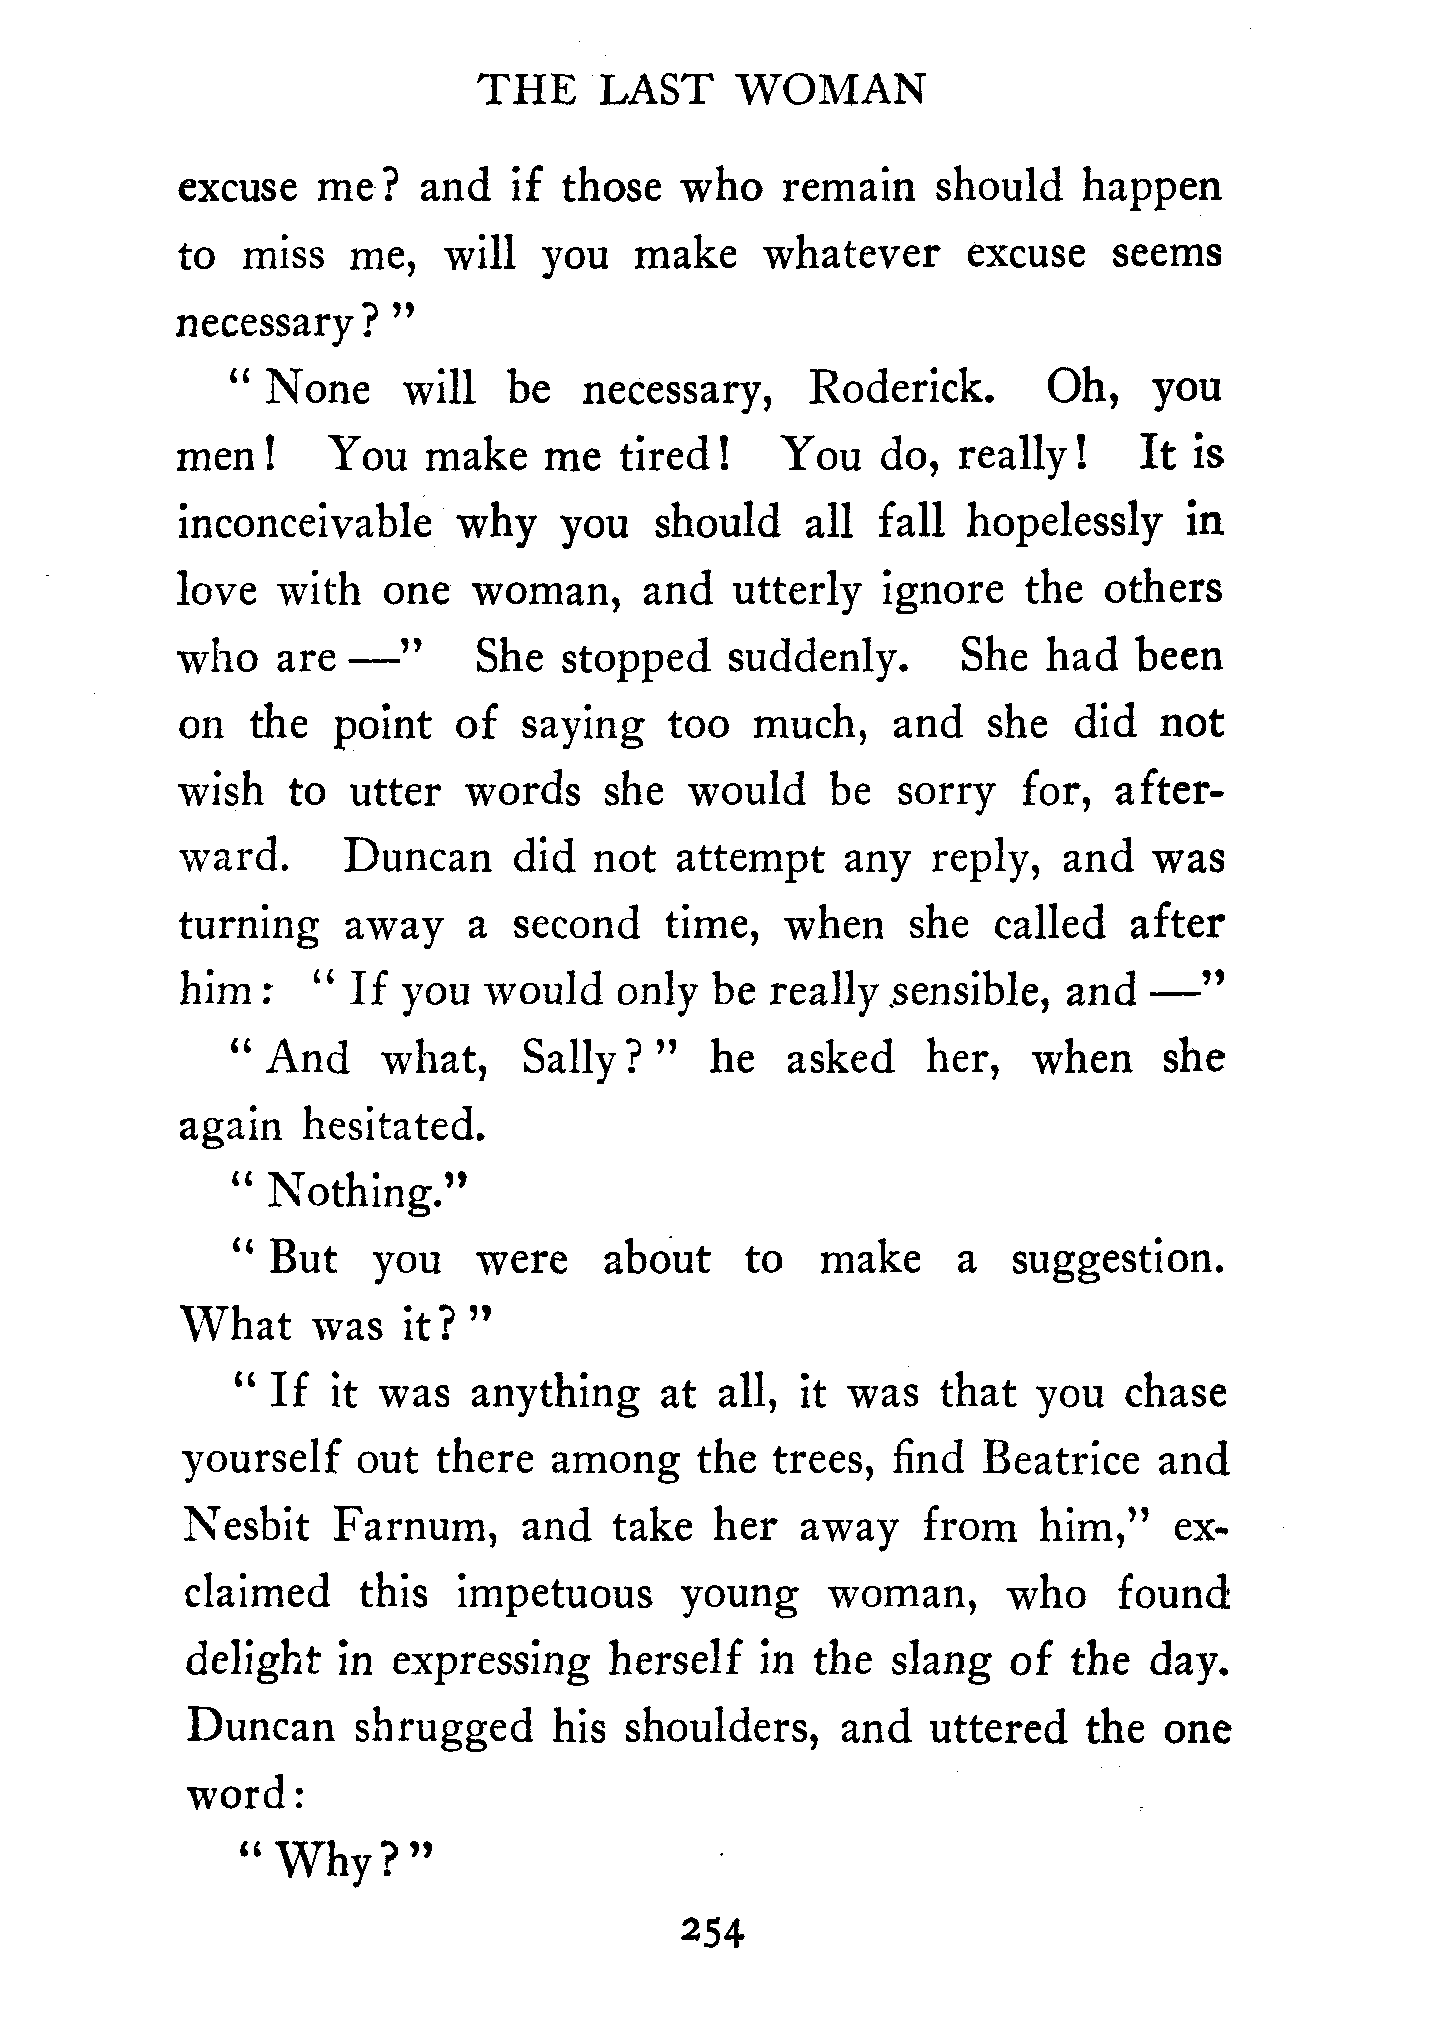 THE LAST WOMAN
excuse me? and if those who remain should happen
to miss me, will you make whatever excuse seems
necessary?"
"None will be necessary, Roderick. Oh, you
men! You make me tired! You do, really! It is
inconceivable why you should all fall hopelessly in
love with one woman, and utterly ignore the others
who are—" She stopped suddenly. She had been
on the point of saying too much, and she did not
wish to utter words she would be sorry for, after-
ward. Duncan did not attempt any reply, and was
turning away a second time, when she called after
him: "If you would only be really sensible, and—"
"And what, Sally?" he asked her, when she
again hesitated.
"Nothing."
"But you were about to make a suggestion.
What was it?"
"If it was anything at all, it was that you chase
yourself out there among the trees, find Beatrice and
Nesbit Farnum, and take her away from him," ex-
claimed this impetuous young woman, who found
delight in expressing herself in the slang of the day.
Duncan shrugged his shoulders, and uttered the one
word:
"Why?"
254